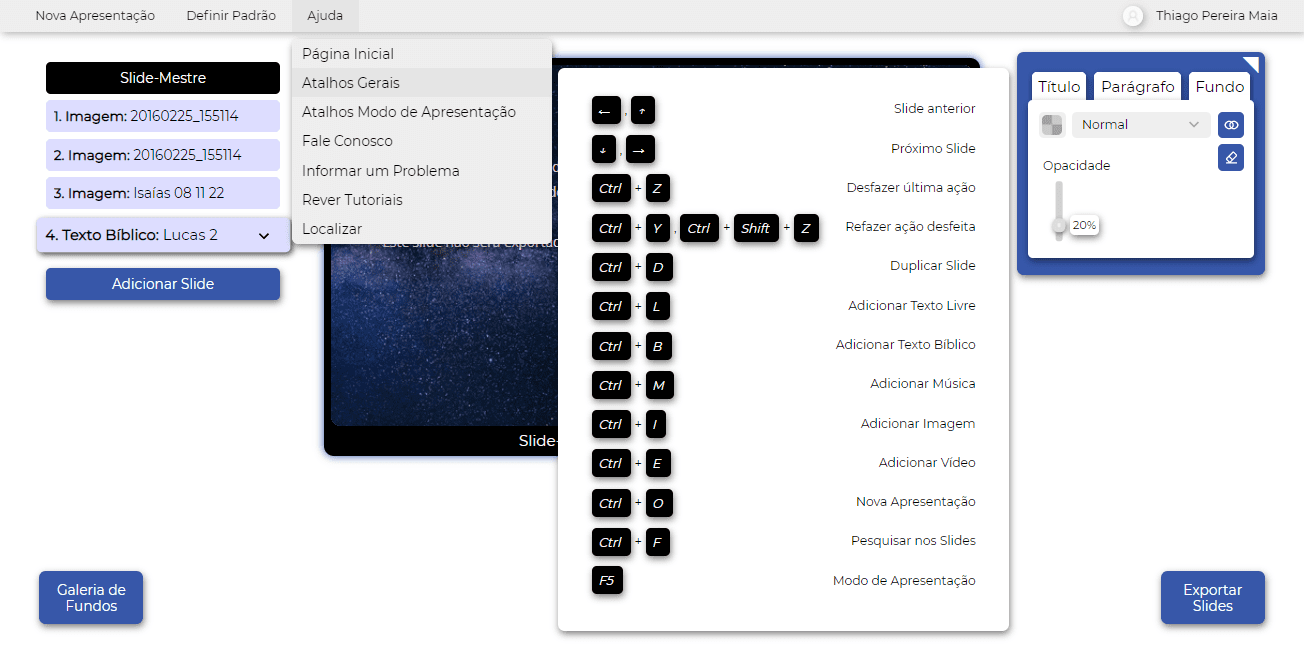 Nova Apresentação
Definir Padrão
Ajuda
Thiago Pereira Maia
Slide-Mestre
1. Imagem: 20160225_155114
2. Imagem: 20160225_155114
3. Imagem: Isaías 08 11 22
4. Texto Bíblico: Lucas 2
Adicionar Slide
Página Inicial
Atalhos Gerais
Atalhos Modo de Apresentação
Fale Conosco
Informar um Problema
Rever Tutoriais
Localizar
Este slide não será exportad
Slide-
← , ↑ Slide anterior
↓ , → Próximo Slide
Ctrl + Z Desfazer última ação
Ctrl + Y , Ctrl + Shift + Z Refazer ação desfeita
Ctrl + D Duplicar Slide
Ctrl + L Adicionar Texto Livre
Ctrl + B Adicionar Texto Bíblico
Ctrl + M Adicionar Música
Ctrl + I Adicionar Imagem
Ctrl + E Adicionar Vídeo
Ctrl + O Nova Apresentação
Ctrl + F Pesquisar nos Slides
F5 Modo de Apresentação
Título
Parágrafo
Fundo
Normal
Opacidade
20%
Galeria de
Fundos
Exportar
Slides